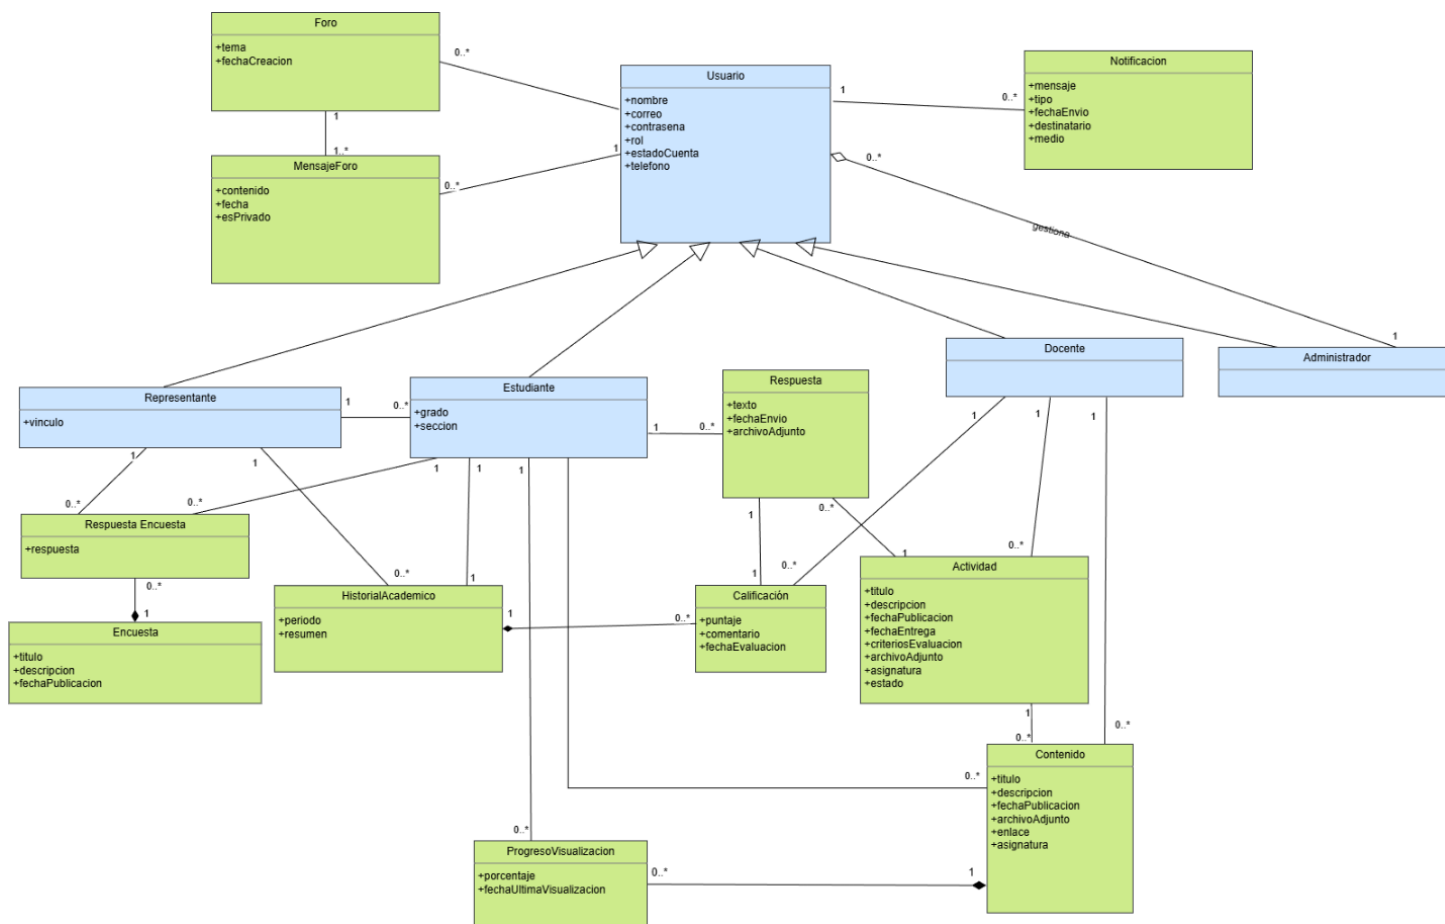 Foro
+tema
+fechaCreacion
0..*
1
1..*
MensajeForo
+contenido
+fecha
+esPrivado
0..*
1
Usuario
+nombre
+correo
+contrasena
+rol
+estadoCuenta
+telefono
1
0..*
Notificacion
+mensaje
+tipo
+fechaEnvio
+destinatario
+medio
0..*
gestiona
1
Representante
+vinculo
1
0..*
Estudiante
+grado
+seccion
1
0..*
Respuesta
+texto
+fechaEnvio
+archivoAdjunto
Docente
Administrador
1
1
1
1
1
1
1
1
0..*
0..*
Respuesta Encuesta
+respuesta
0..*
1
Encuesta
+titulo
+descripcion
+fechaPublicacion
0..*
1
HistorialAcademico
+periodo
+resumen
1
0..*
1
1
0..*
Calificación
+puntaje
+comentario
+fechaEvaluacion
0..*
1
0..*
Actividad
+titulo
+descripcion
+fechaPublicacion
+fechaEntrega
+criteriosEvaluacion
+archivoAdjunto
+asignatura
+estado
1
0..*
0..*
Contenido
+titulo
+descripcion
+fechaPublicacion
+archivoAdjunto
+enlace
+asignatura
0..*
0..*
ProgresoVisualizacion
+porcentaje
+fechaUltimaVisualizacion
0..*
1